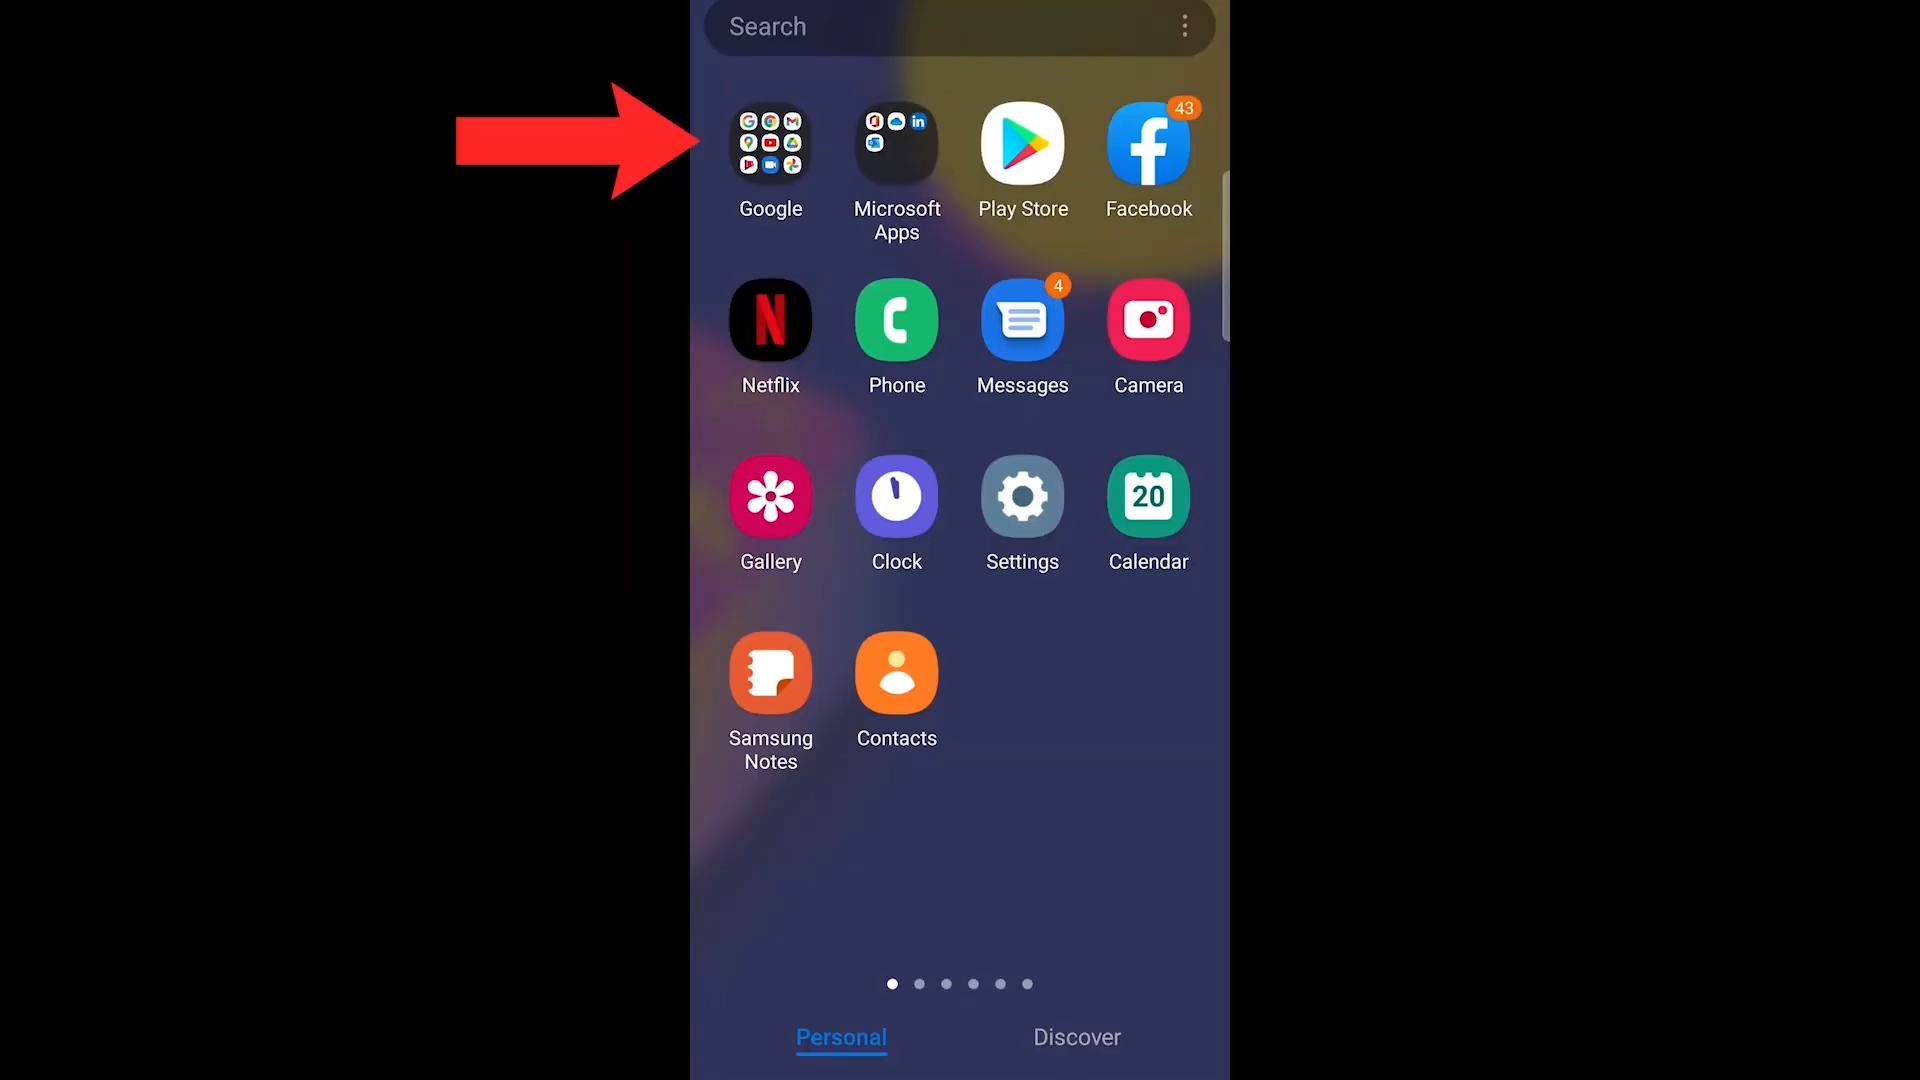 Search
43
Google
Microsoft
Apps
Play Store
Facebook
4
Netflix
Phone
Messages
Camera
20
Gallery
Clock
Settings
Calendar
Samsung
Notes
Contacts
Personal
Discover